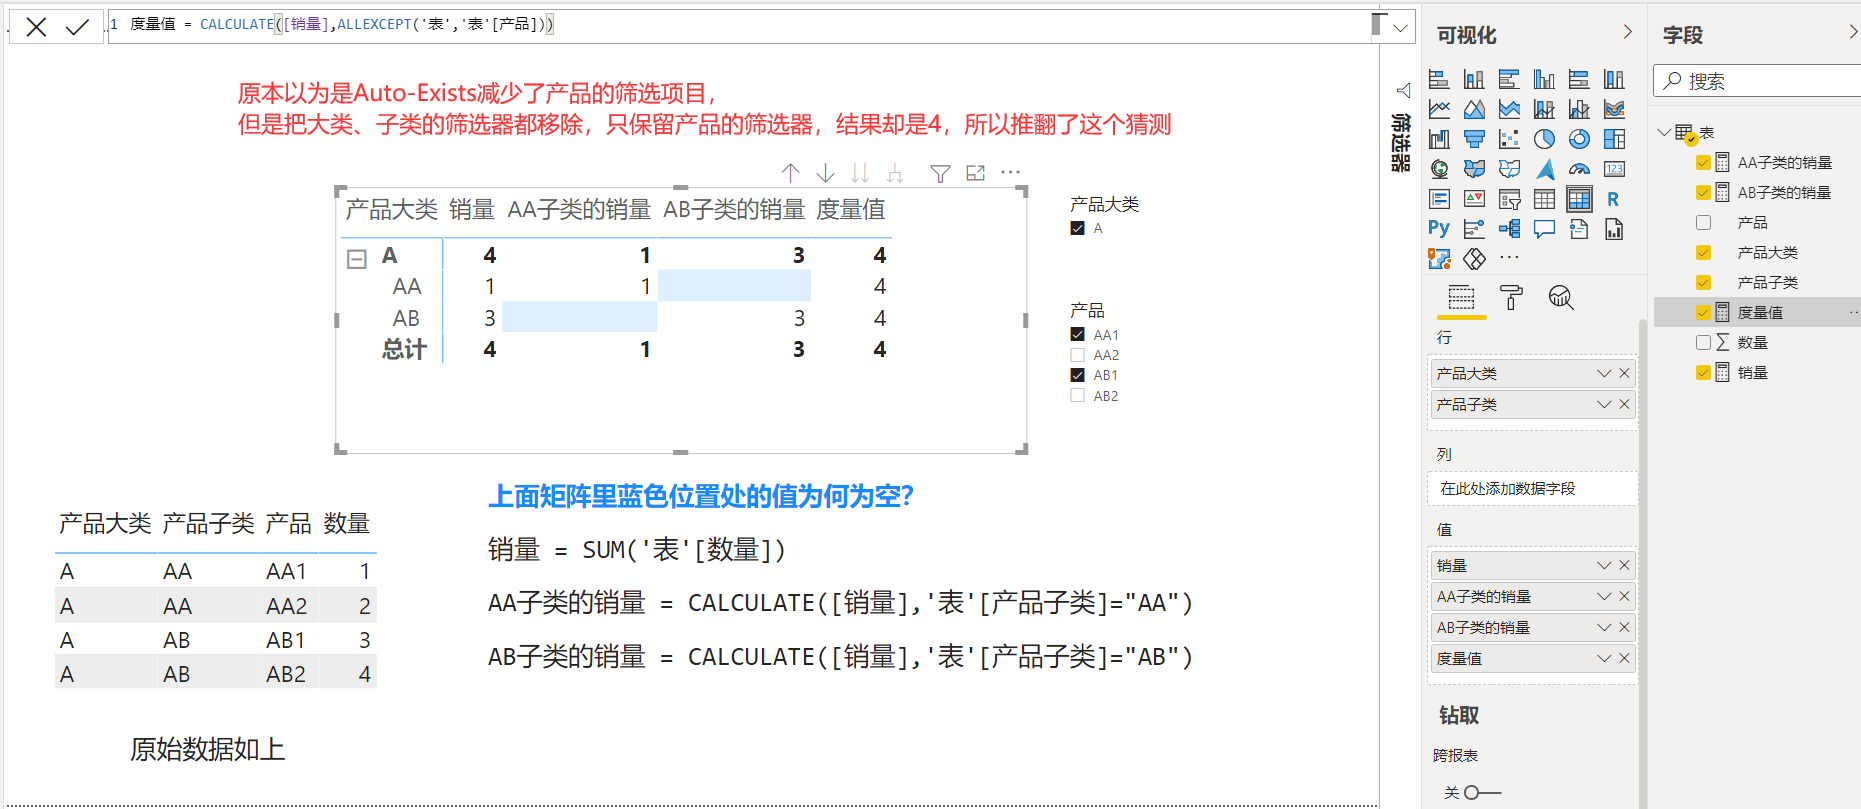 1 度量值 = CALCULATE([销量],ALLEXCEPT('表','表'[产品]))
原本以为是Auto-Exists减少了产品的筛选项目，
但是把大类、子类的筛选器都移除，只保留产品的筛选器，结果却是4，所以推翻了这个猜测
产品大类 销量 AA子类的销量 AB子类的销量 度量值
A 4 1 3 4
AA 1 1 4
AB 3 3 4
总计 4 1 3 4
产品大类
A
产品
AA1
AA2
AB1
AB2
上面矩阵里蓝色位置处的值为何为空？
销量 = SUM('表'[数量])
AA子类的销量 = CALCULATE([销量],'表'[产品子类]="AA")
AB子类的销量 = CALCULATE([销量],'表'[产品子类]="AB")
产品大类 产品子类 产品 数量
A AA AA1 1
A AA AA2 2
A AB AB1 3
A AB AB2 4
原始数据如上
筛选器
可视化
123
R
Py
行
产品大类
产品子类
列
在此处添加数据字段
值
销量
AA子类的销量
AB子类的销量
度量值
钻取
跨报表
关
字段
搜索
表
AA子类的销量
AB子类的销量
产品
产品大类
产品子类
度量值
数量
销量